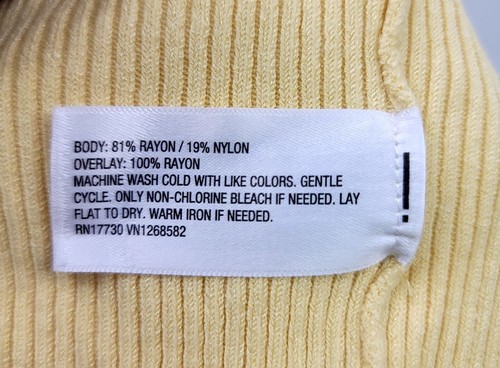 BODY: 81% RAYON / 19% NYLON
OVERLAY: 100% RAYON
MACHINE WASH COLD WITH LIKE COLORS. GENTLE
CYCLE. ONLY NON-CHLORINE BLEACH IF NEEDED. LAY
FLAT TO DRY. WARM IRON IF NEEDED.
RN17730 VN1268582